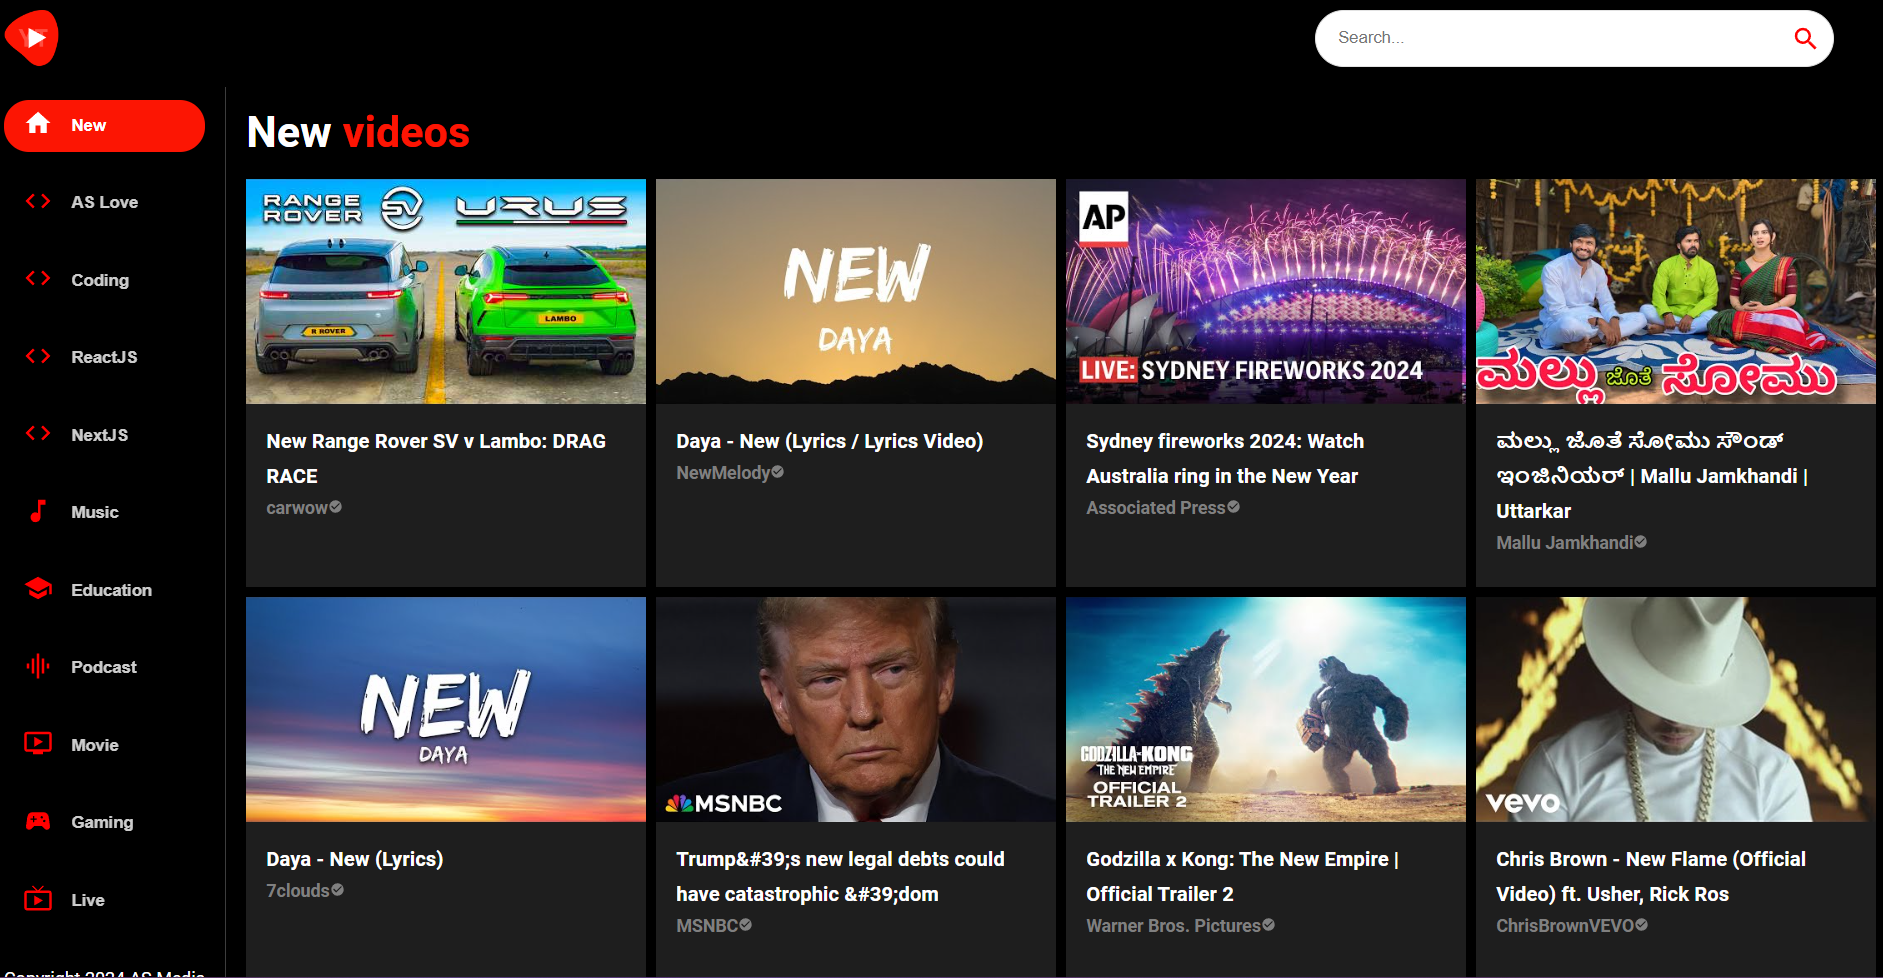 YT
Search...
New
AS Love
Coding
ReactJS
NextJS
Music
Education
Podcast
Movie
Gaming
Live
Copyright 2024 AS Media
New videos
RANGE ROVER SV URUS
R ROVER
LAMBO
New Range Rover SV v Lambo: DRAG
RACE
carwow
NEW
DAYA
Daya - New (Lyrics / Lyrics Video)
NewMelody
AP
LIVE: SYDNEY FIREWORKS 2024
Sydney fireworks 2024: Watch
Australia ring in the New Year
Associated Press
ಮಲ್ಲು ಜೊತೆ ಸೋಮು
ಮಲ್ಲು ಜೊತೆ ಸೋಮು ಸೌಂಡ್
ಇಂಜಿನಿಯರ್ | Mallu Jamkhandi |
Uttarkar
Mallu Jamkhandi
NEW
DAYA
Daya - New (Lyrics)
7clouds
MSNBC
Trump&#39;s new legal debts could
have catastrophic &#39;dom
MSNBC
GODZILLA×KONG
THE NEW EMPIRE
OFFICIAL
TRAILER 2
Godzilla x Kong: The New Empire |
Official Trailer 2
Warner Bros. Pictures
vevo
Chris Brown - New Flame (Official
Video) ft. Usher, Rick Ros
ChrisBrownVEVO